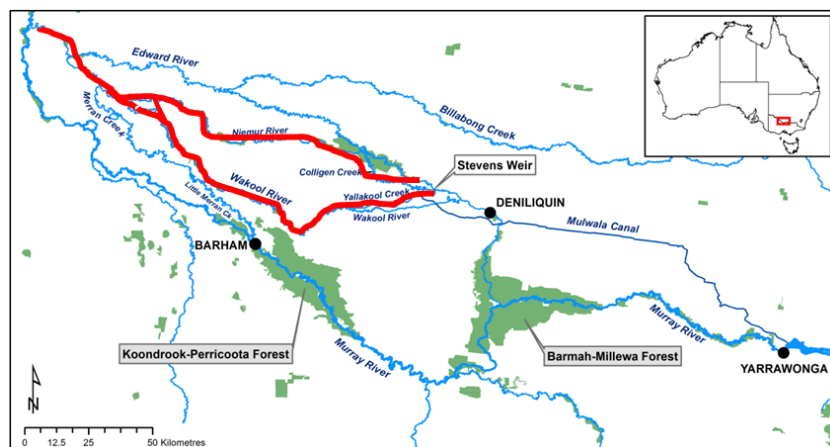 Edward River
Billabong Creek
Merran Creek
Niemur River
Colligen Creek
Stevens Weir
Wakool River
Yallakool Creek
Wakool River
Little Merran Ck
DENILIQUIN
Mulwala Canal
BARHAM
Koondrook-Perricoota Forest
Murray River
Barmah-Millewa Forest
Murray River
YARRAWONGA
N
0 12.5 25 50 Kilometres